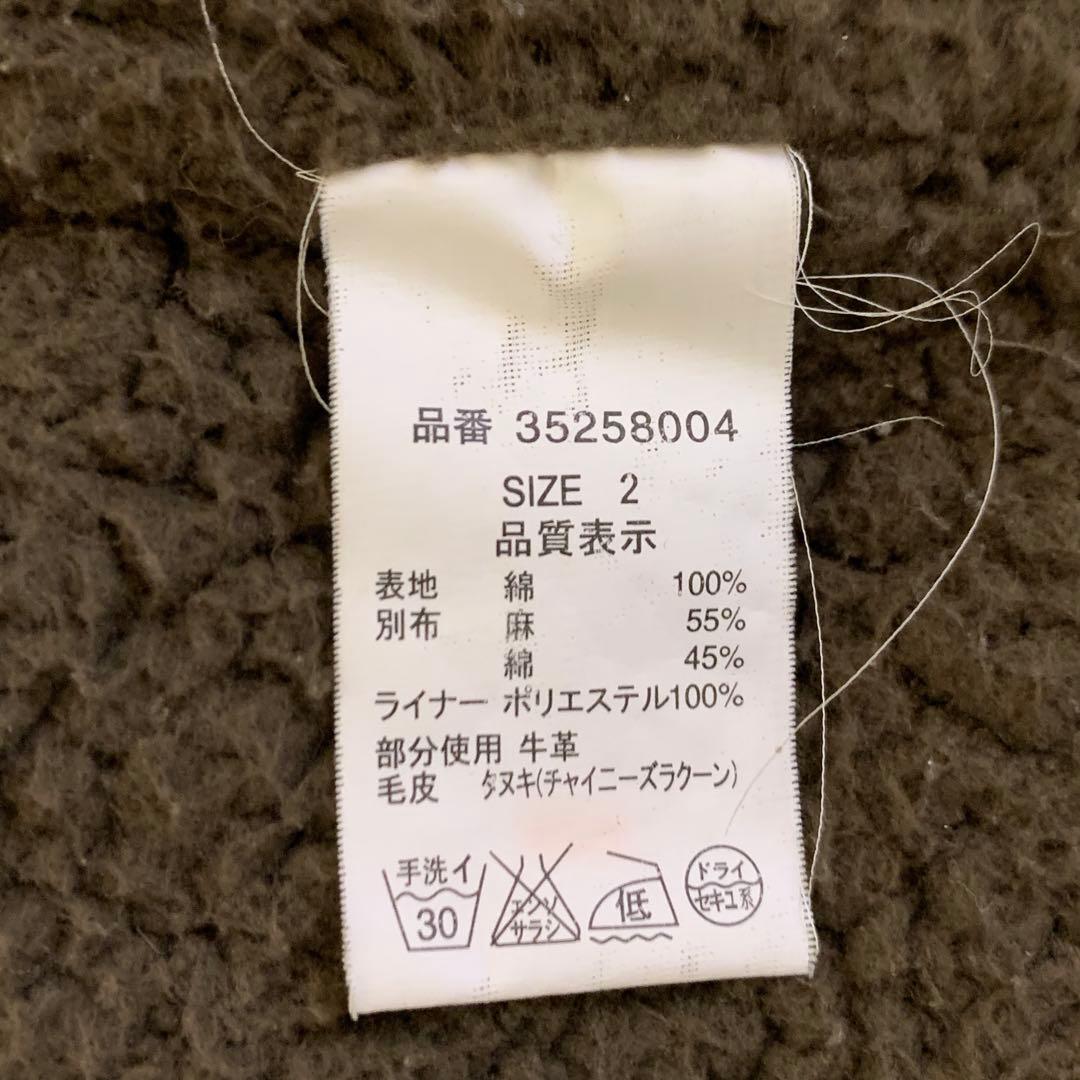 品番 35258004
SIZE 2
品質表示
表地 綿 100%
別布 麻 55%
綿 45%
ライナー ポリエステル100%
部分使用 牛革
毛皮 タヌキ(チャイニーズラクーン)
手洗イ
30
エンソ
サラシ
低
ドライ
セキユ系